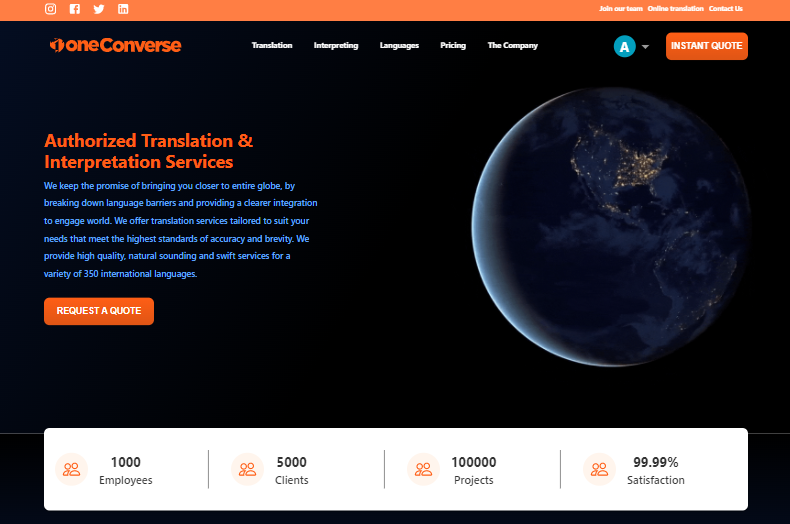 Join our team Online translation Contact Us
oneConverse
Translation Interpreting Languages Pricing The Company
A
INSTANT QUOTE
Authorized Translation &
Interpretation Services
We keep the promise of bringing you closer to entire globe, by
breaking down language barriers and providing a clearer integration
to engage world. We offer translation services tailored to suit your
needs that meet the highest standards of accuracy and brevity. We
provide high quality, natural sounding and swift services for a
variety of 350 international languages.
REQUEST A QUOTE
1000
Employees
5000
Clients
100000
Projects
99.99%
Satisfaction